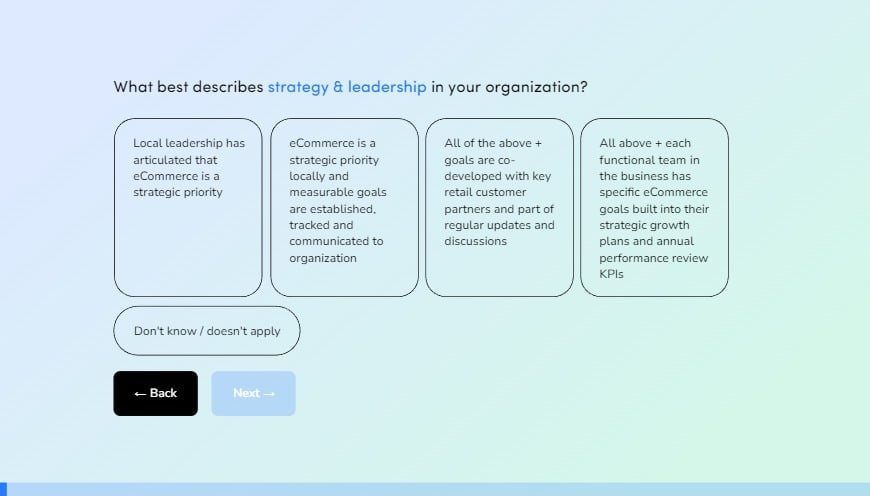 What best describes strategy & leadership in your organization?
Local leadership has
articulated that
eCommerce is a
strategic priority
eCommerce is a
strategic priority
locally and
measurable goals
are established,
tracked and
communicated to
organization
All of the above +
goals are co-
developed with key
retail customer
partners and part of
regular updates and
discussions
All above + each
functional team in
the business has
specific eCommerce
goals built into their
strategic growth
plans and annual
performance review
KPIs
Don't know / doesn't apply
← Back
Next →